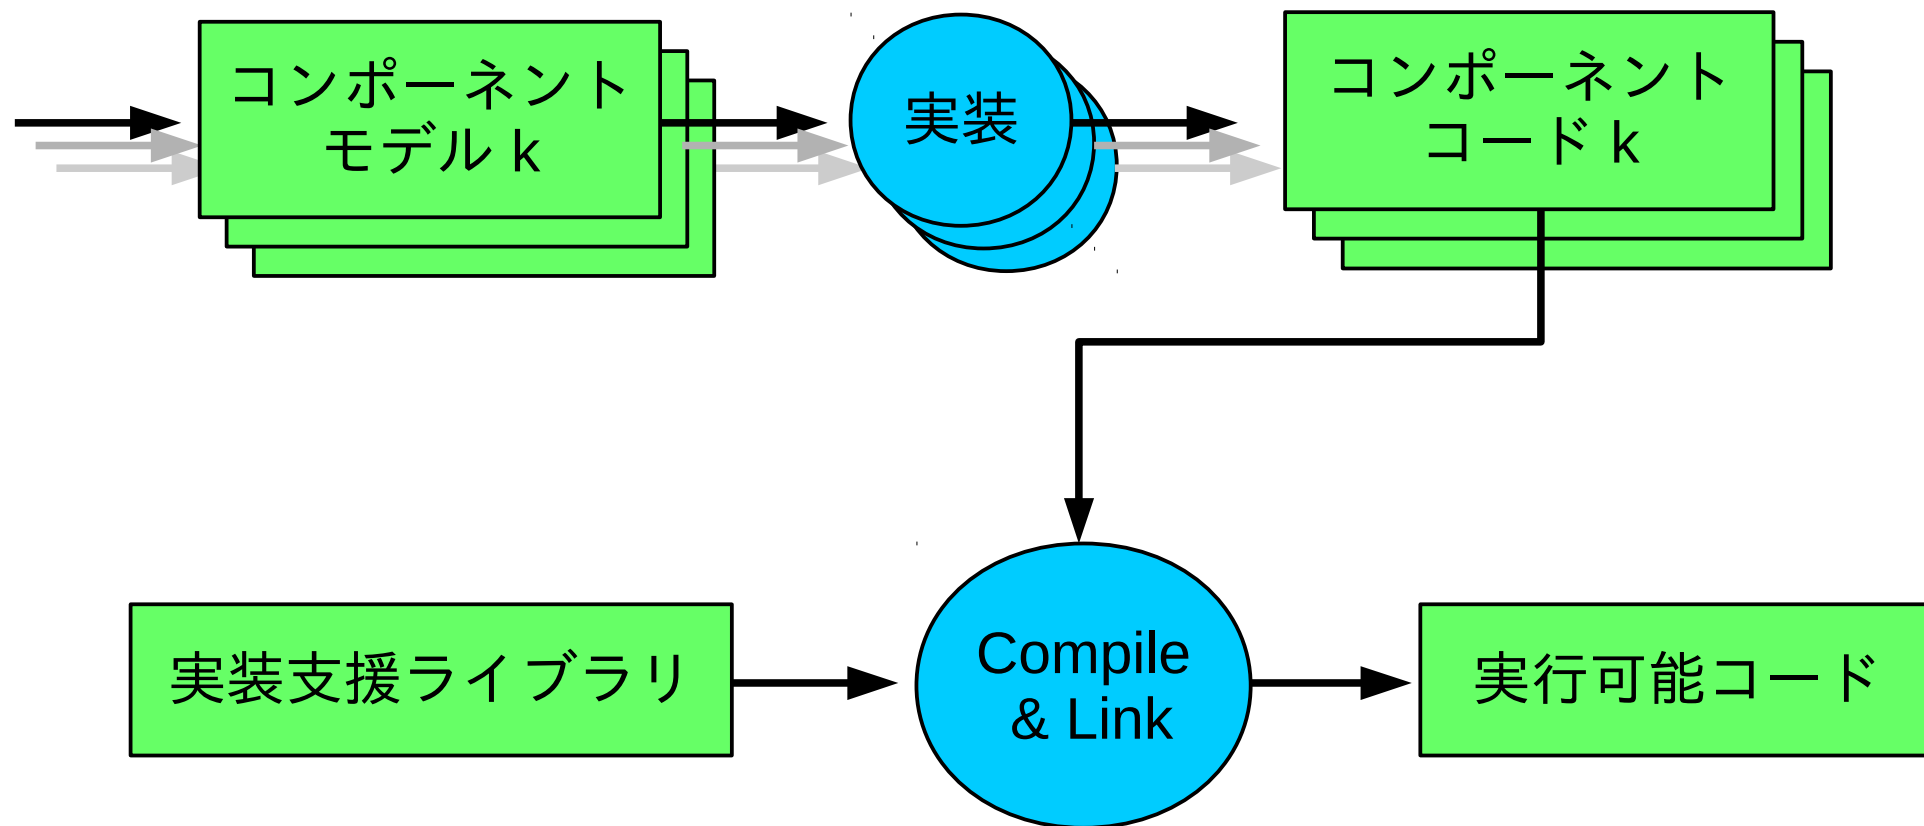 コンポーネント
モデル k
実装
コンポーネント
コード k
実装支援ライブラリ
Compile
& Link
実行可能コード